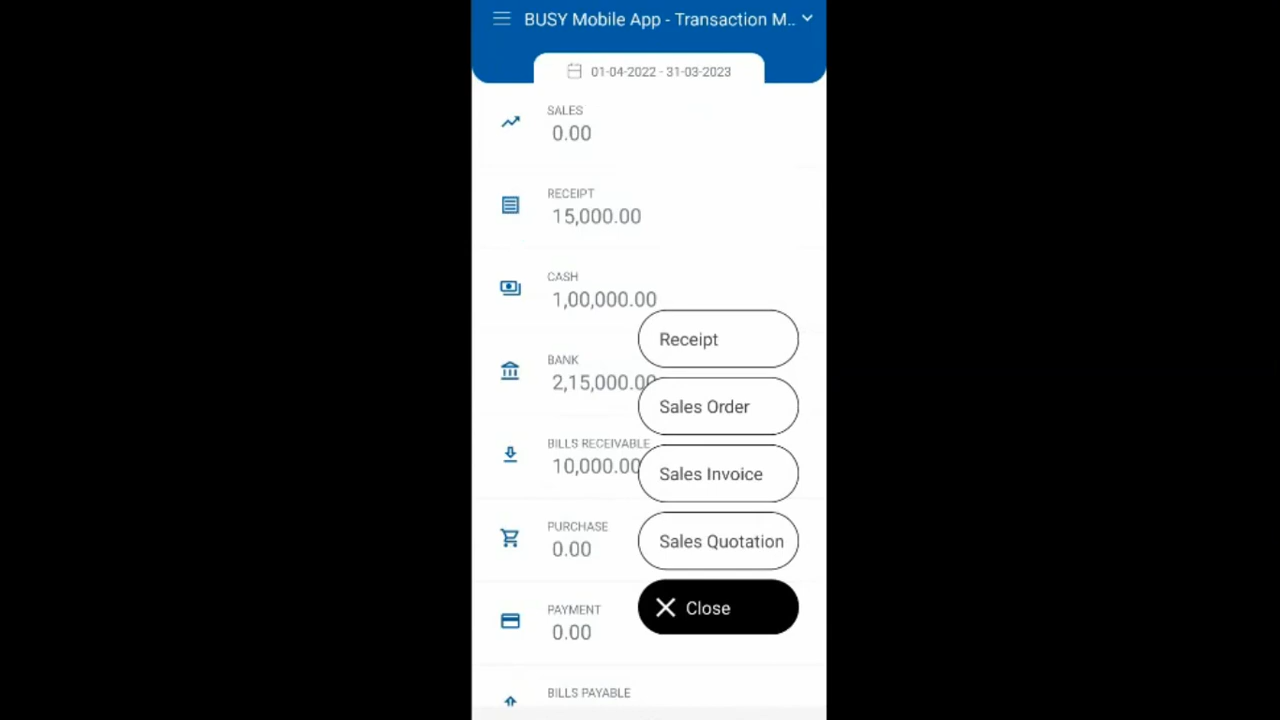 BUSY Mobile App - Transaction M..
01-04-2022 - 31-03-2023
SALES
0.00
RECEIPT
15,000.00
CASH
1,00,000.00
BANK
2,15,000.00
BILLS RECEIVABLE
10,000.00
PURCHASE
0.00
PAYMENT
0.00
BILLS PAYABLE
Receipt
Sales Order
Sales Invoice
Sales Quotation
Close